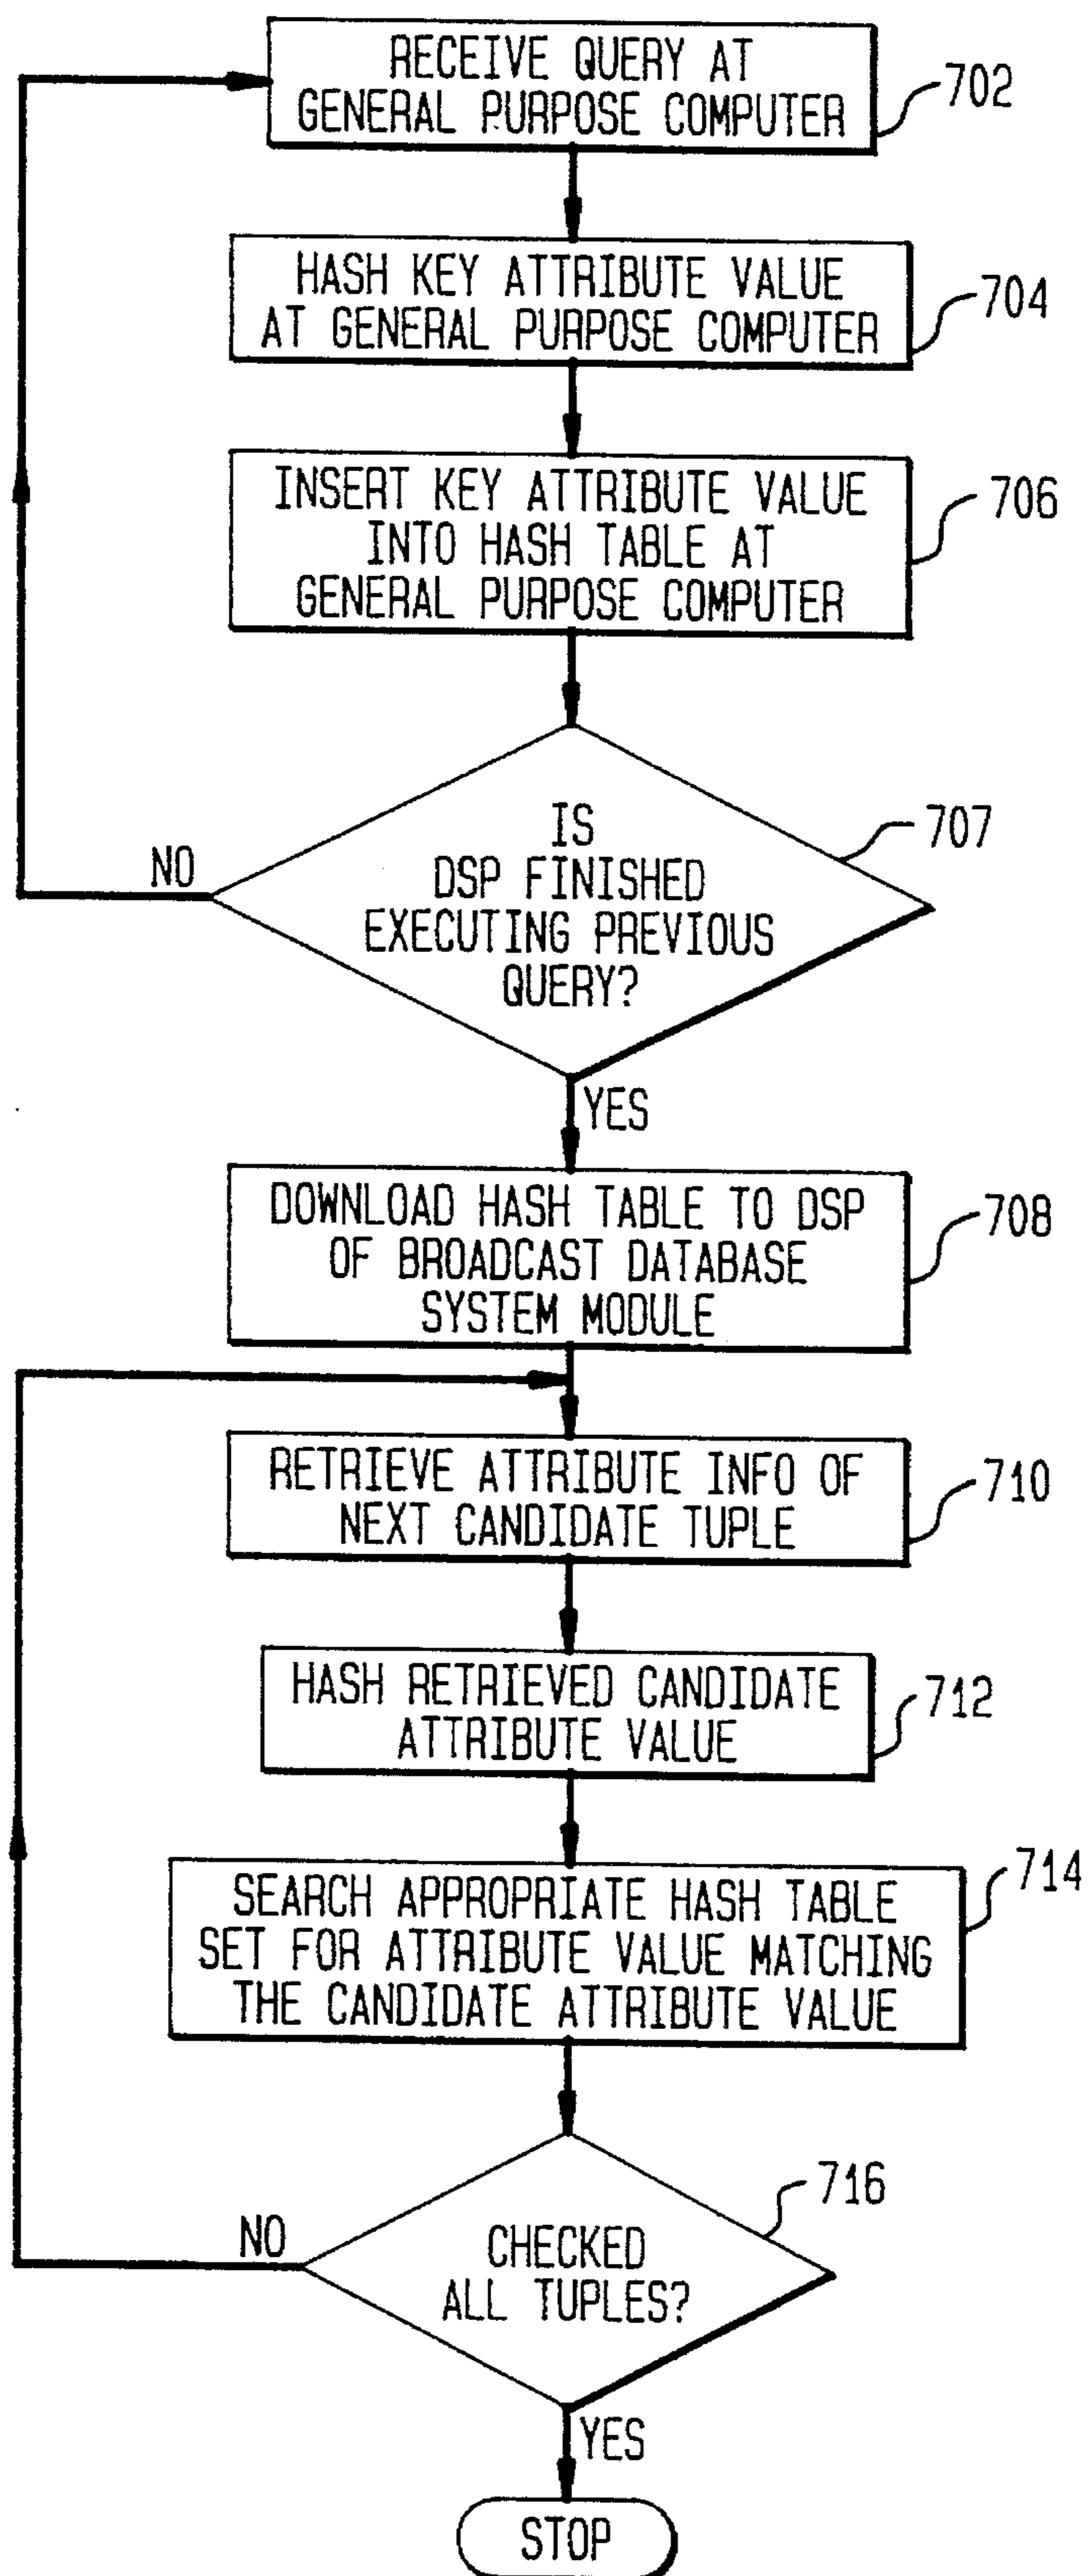 RECEIVE QUERY AT
GENERAL PURPOSE COMPUTER
702
HASH KEY ATTRIBUTE VALUE
AT GENERAL PURPOSE COMPUTER
704
INSERT KEY ATTRIBUTE VALUE
INTO HASH TABLE AT
GENERAL PURPOSE COMPUTER
706
IS
DSP FINISHED
EXECUTING PREVIOUS
QUERY?
707
NO
YES
DOWNLOAD HASH TABLE TO DSP
OF BROADCAST DATABASE
SYSTEM MODULE
708
RETRIEVE ATTRIBUTE INFO OF
NEXT CANDIDATE TUPLE
710
HASH RETRIEVED CANDIDATE
ATTRIBUTE VALUE
712
SEARCH APPROPRIATE HASH TABLE
SET FOR ATTRIBUTE VALUE MATCHING
THE CANDIDATE ATTRIBUTE VALUE
714
CHECKED
ALL TUPLES?
716
NO
YES
STOP